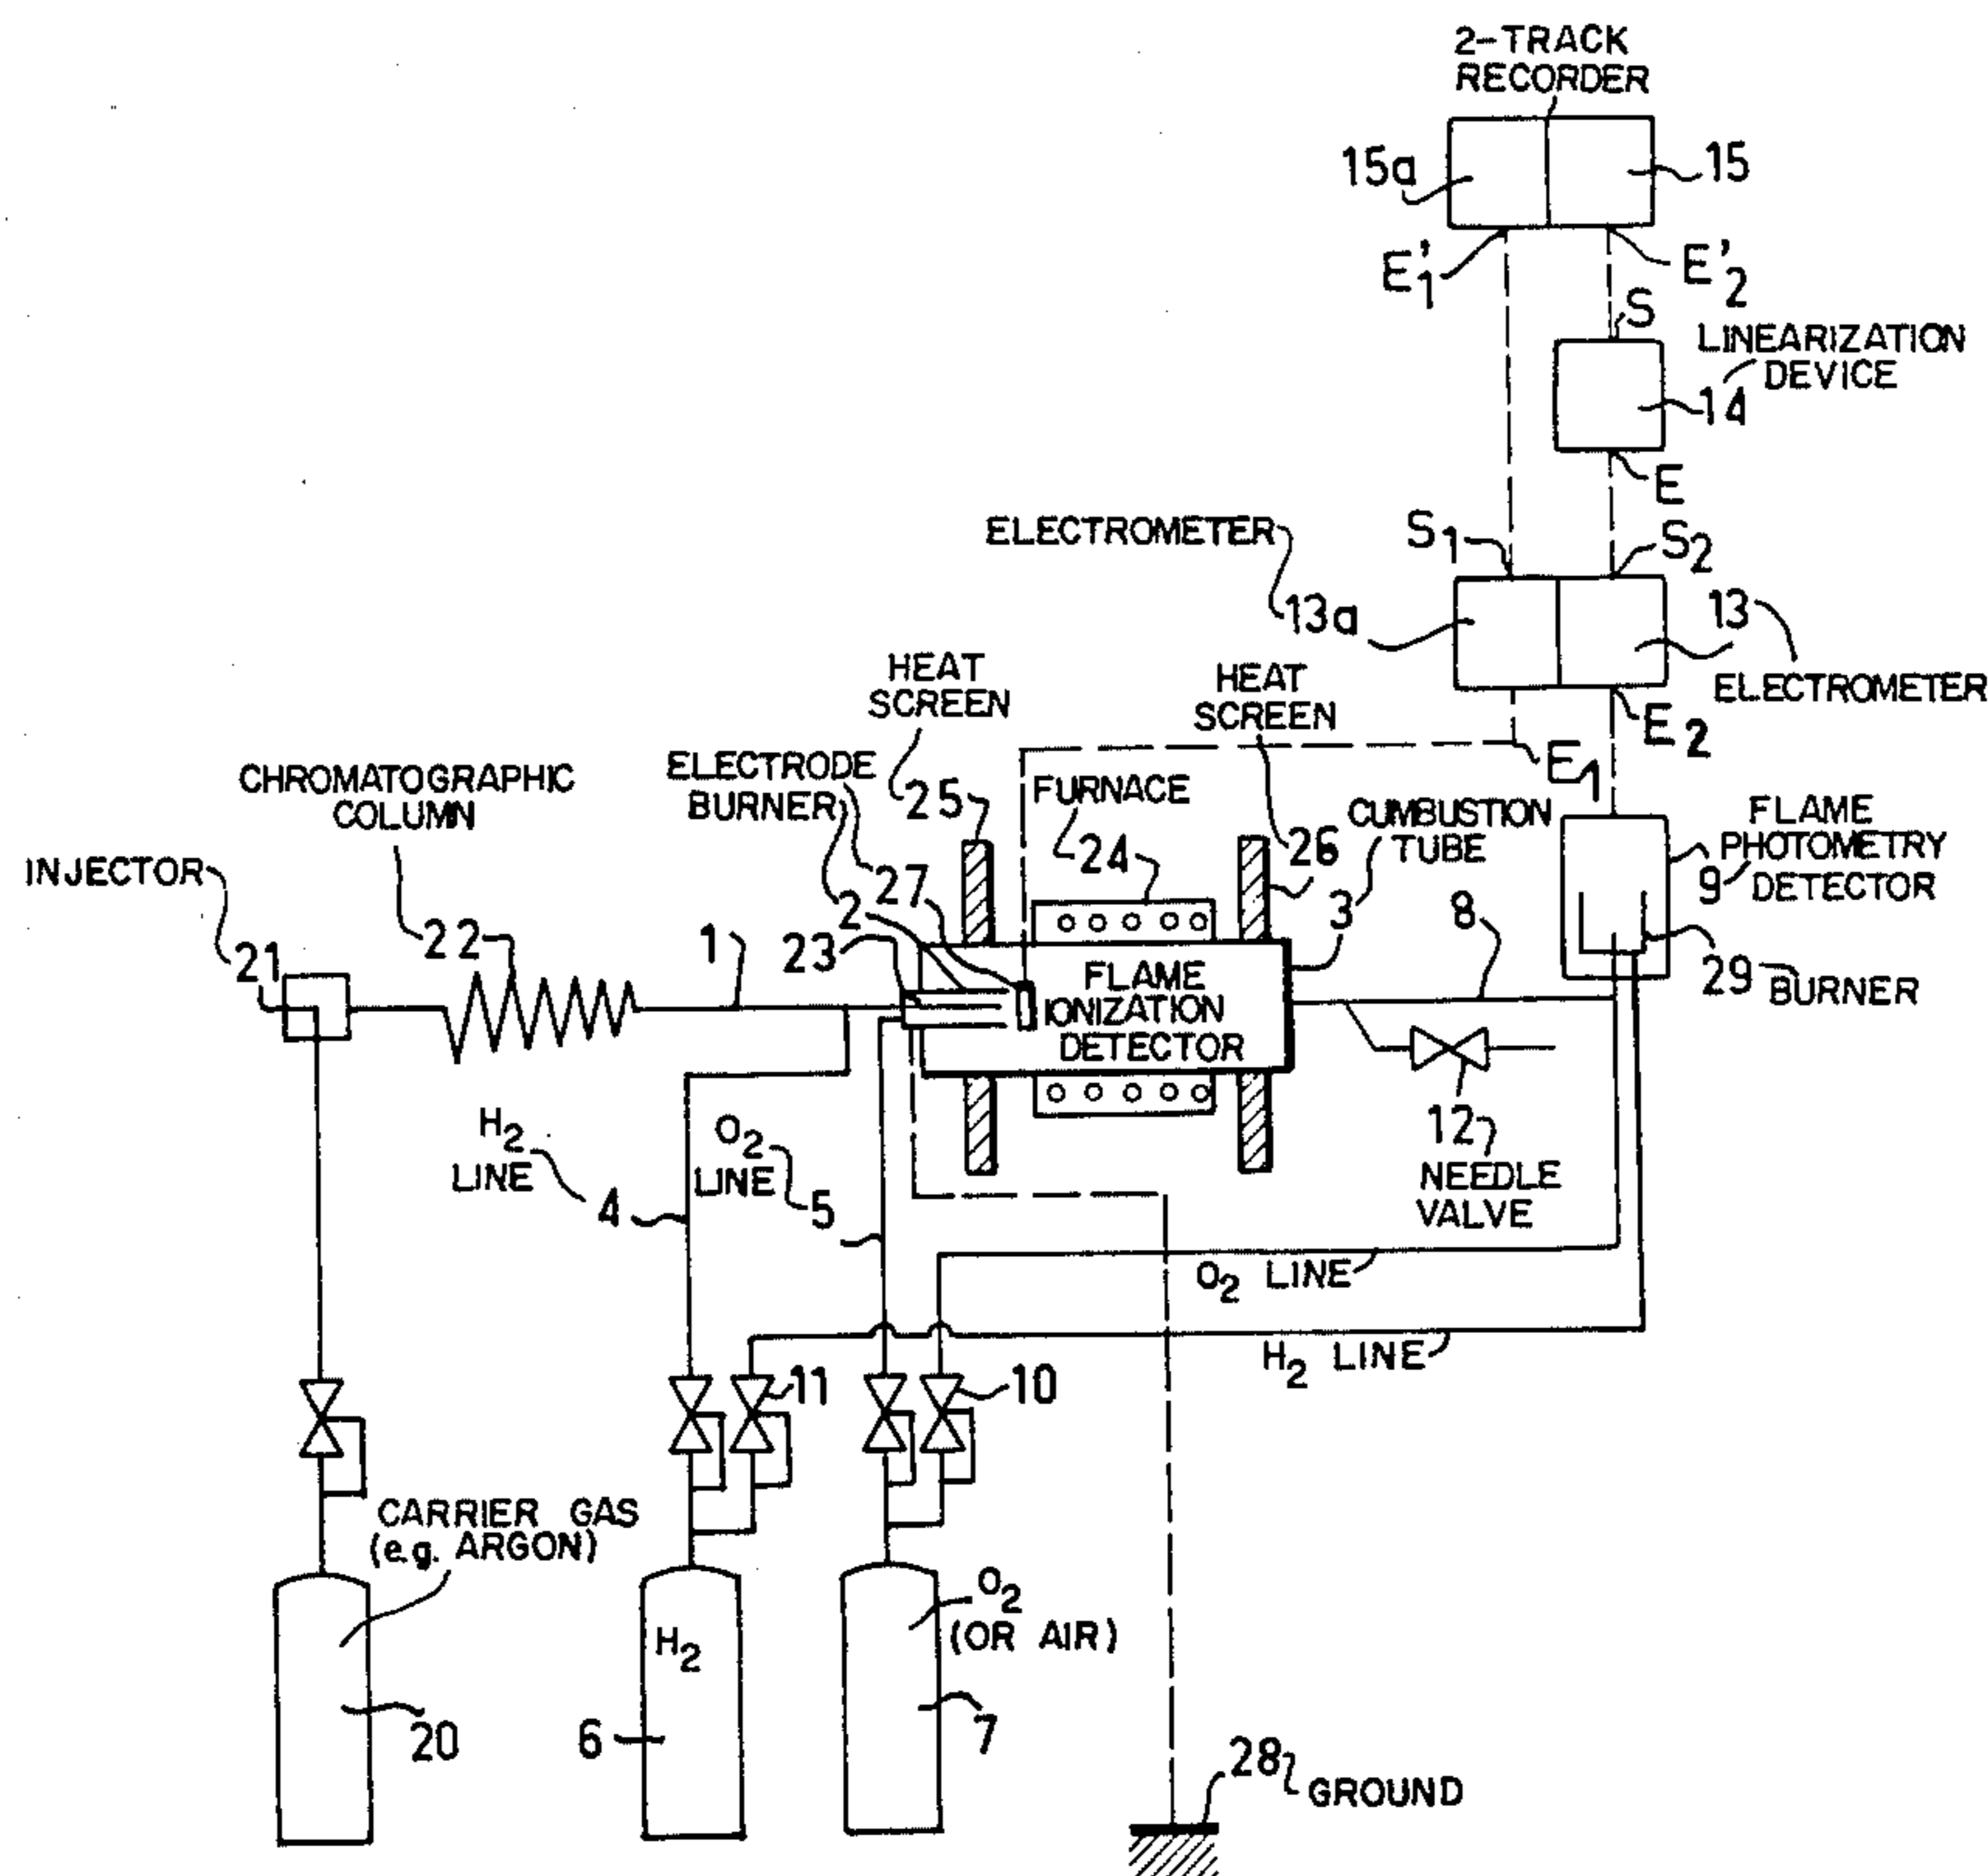 2-TRACK
RECORDER
15a
15
E'1
E'2
S
LINEARIZATION
DEVICE
14
E
ELECTROMETER
S1
S2
13a
13
ELECTROMETER
E1
E2
HEAT
SCREEN
25
HEAT
SCREEN
26
ELECTRODE
BURNER
27
2
FURNACE
24
CUMBUSTION
TUBE
3
FLAME
PHOTOMETRY
DETECTOR
9
CHROMATOGRAPHIC
COLUMN
22
INJECTOR
21
1
23
FLAME
IONIZATION
DETECTOR
8
29 BURNER
12
NEEDLE
VALVE
H2
LINE
4
O2
LINE
5
O2 LINE
H2 LINE
11
10
CARRIER GAS
(e.g. ARGON)
20
H2
6
O2
(OR AIR)
7
28
GROUND